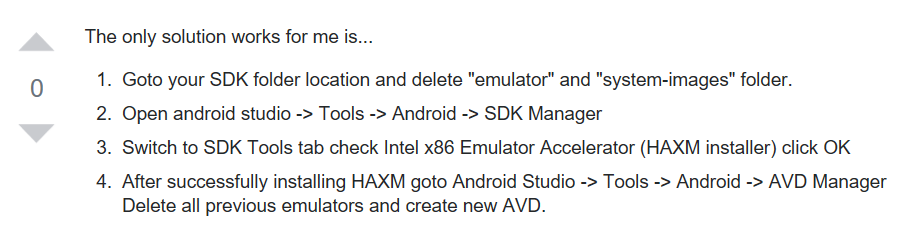 The only solution works for me is...
1. Goto your SDK folder location and delete "emulator" and "system-images" folder.
0
2. Open android studio -> Tools -> Android -> SDK Manager
3. Switch to SDK Tools tab check Intel x86 Emulator Accelerator (HAXM installer) click OK
4. After successfully installing HAXM goto Android Studio -> Tools -> Android -> AVD Manager
Delete all previous emulators and create new AVD.